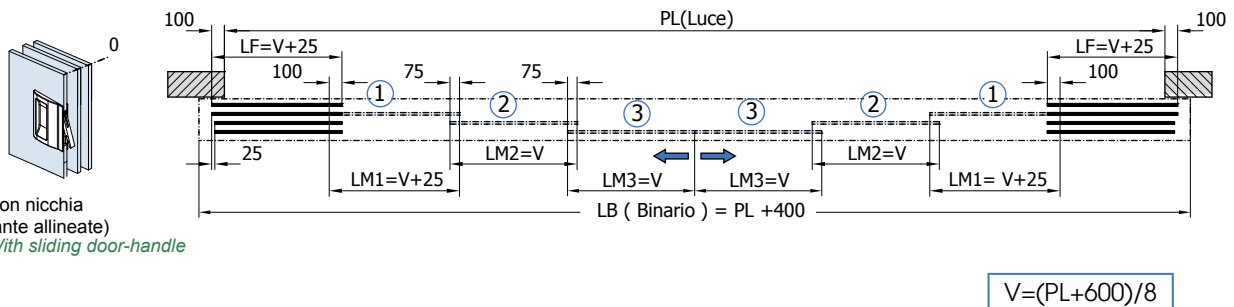 100
PL(Luce)
100
0
LF=V+25
LF=V+25
100
75
75
100
1
2
3
3
2
1
25
LM2=V
LM2=V
LM1=V+25
LM3=V
LM3=V
LM1= V+25
LB ( Binario ) = PL +400
on nicchia
ante allineate)
With sliding door-handle
V=(PL+600)/8